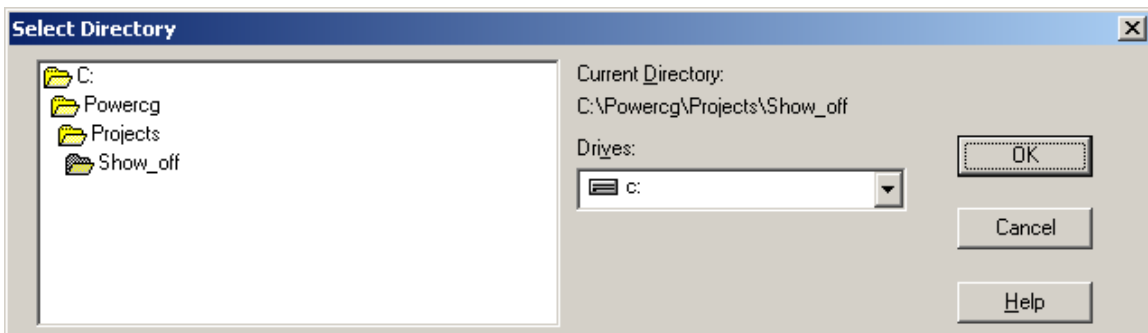 Select Directory
C:
Powercg
Projects
Show_off
Current Directory:
C:\Powercg\Projects\Show_off
Drives:
c:
OK
Cancel
Help